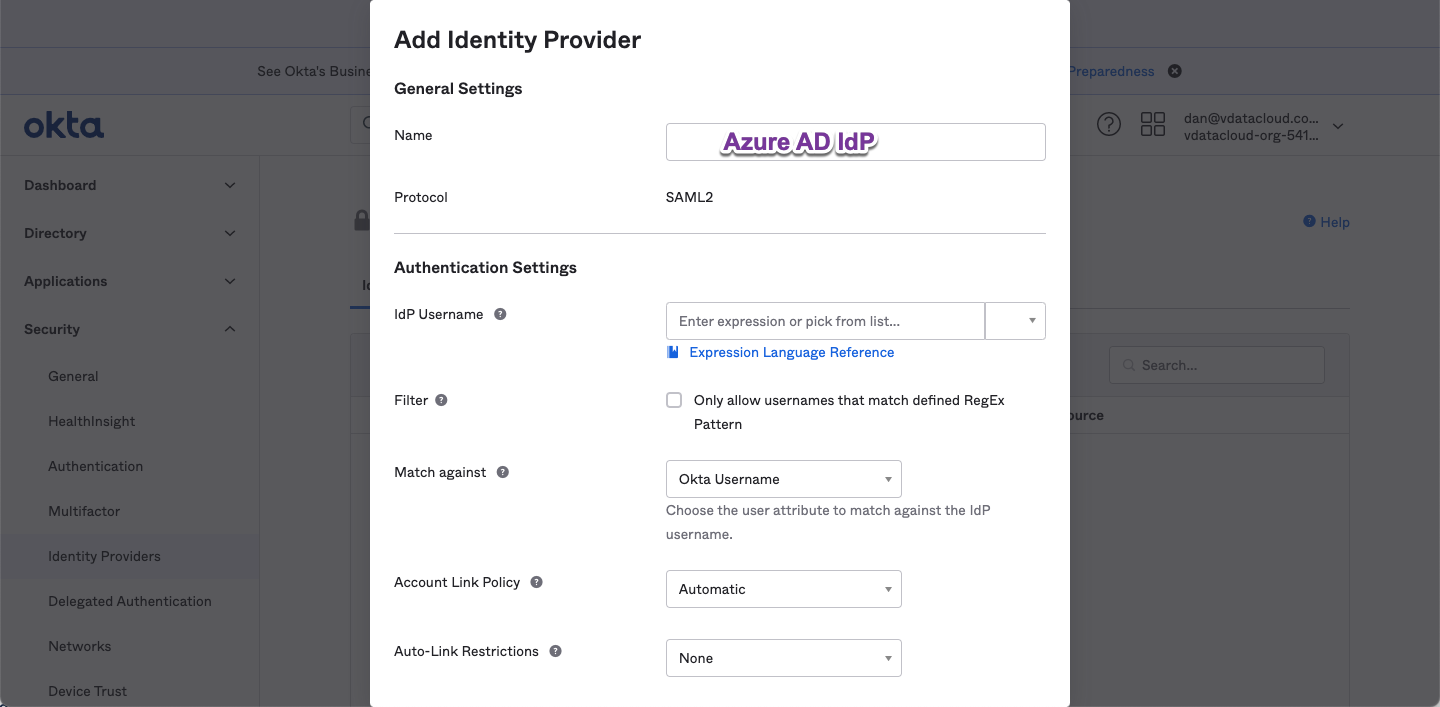 Add Identity Provider
See Okta's Busine
Preparedness
General Settings
okta
dan@vdatacloud.co...
vdatacloud-org-541...
Name
Azure AD IdP
Dashboard
Protocol
SAML2
Directory
Help
Authentication Settings
Applications
IdP Username
Enter expression or pick from list...
Security
Expression Language Reference
General
Search...
Filter
Only allow usernames that match defined RegEx
Pattern
HealthInsight
ource
Authentication
Match against
Okta Username
Choose the user attribute to match against the IdP
username.
Multifactor
Identity Providers
Account Link Policy
Automatic
Delegated Authentication
Networks
Auto-Link Restrictions
None
Device Trust